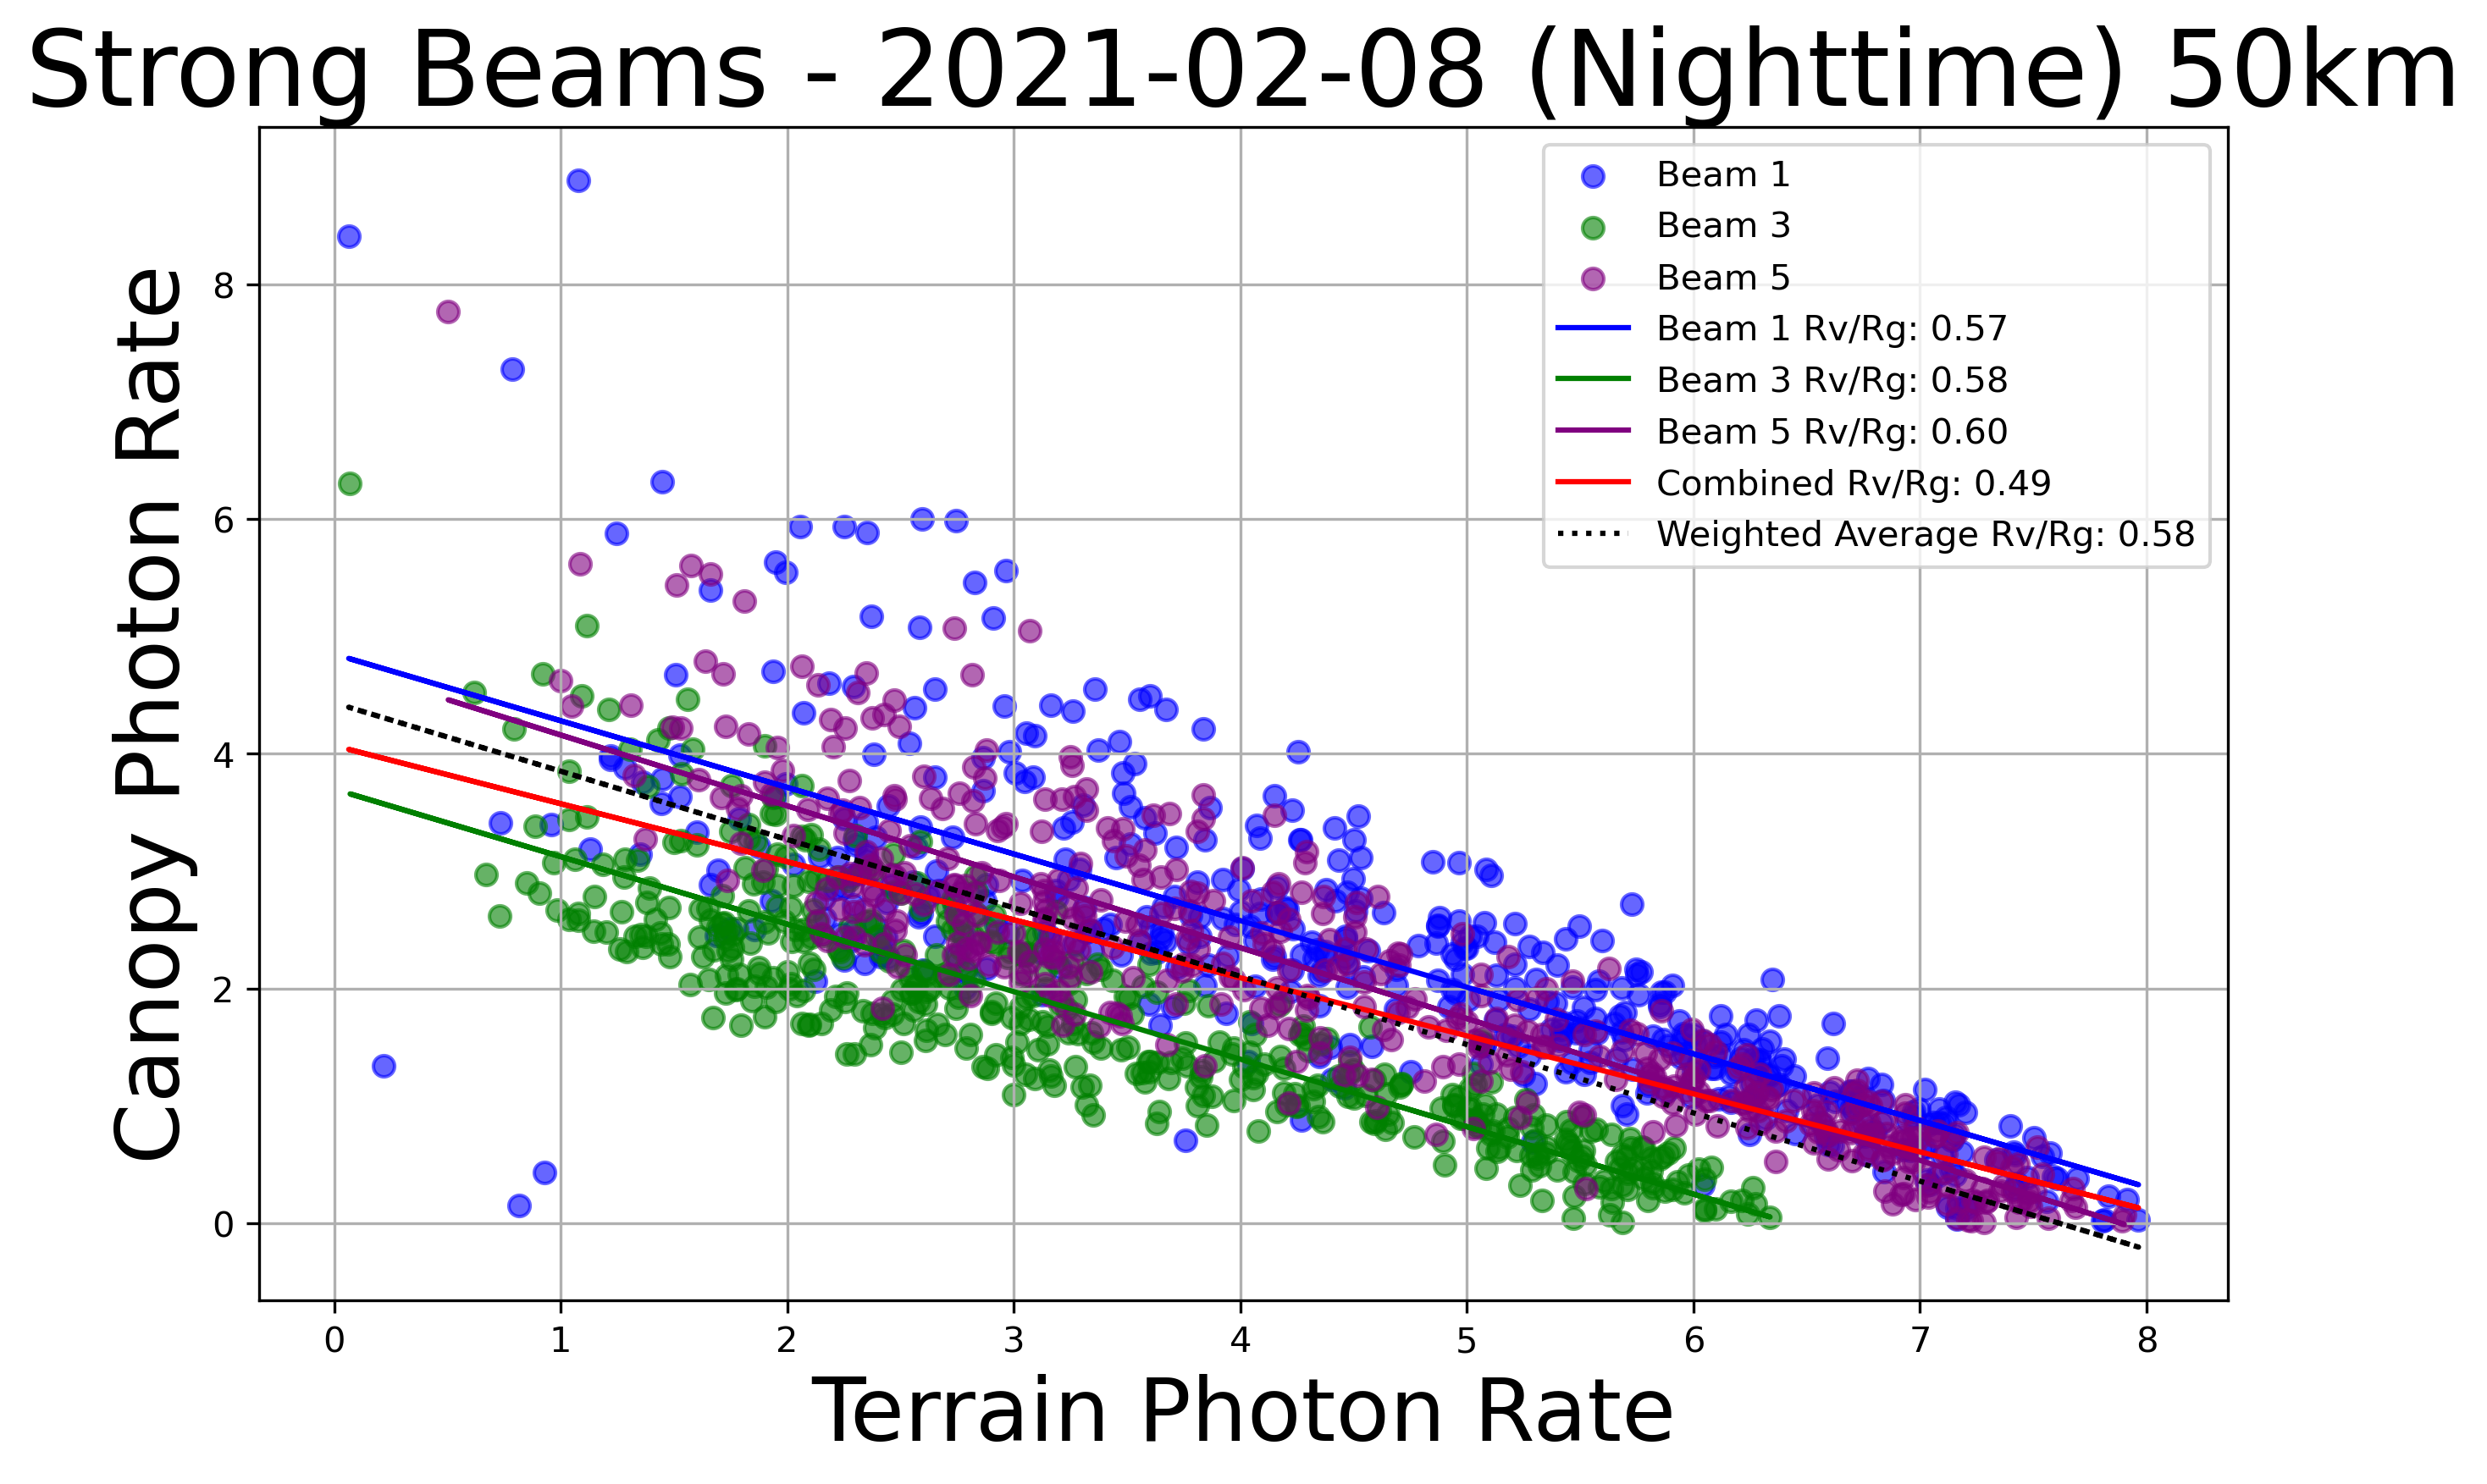 Strong Beams - 2021-02-08 (Nighttime) 50km
Canopy Photon Rate
8
6
4
2
0
Beam 1
Beam 3
Beam 5
Beam 1 Rv/Rg: 0.57
Beam 3 Rv/Rg: 0.58
Beam 5 Rv/Rg: 0.60
Combined Rv/Rg: 0.49
Weighted Average Rv/Rg: 0.58
0 1 2 3 4 5 6 7 8
Terrain Photon Rate